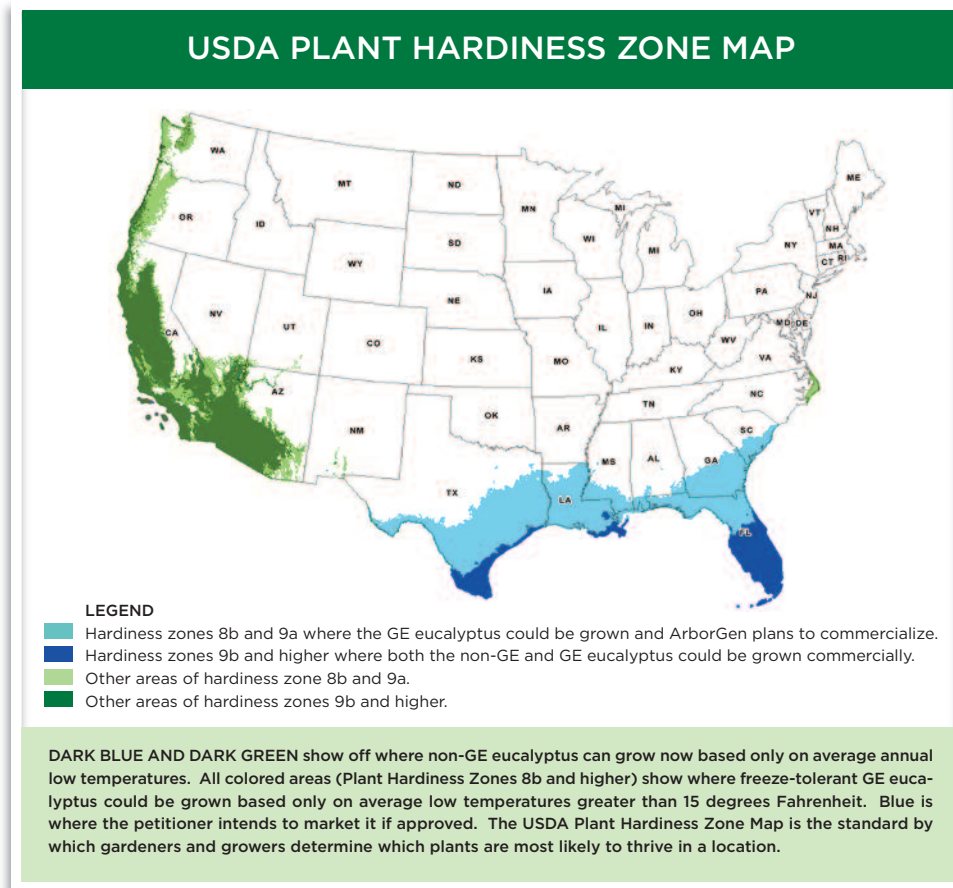 USDA PLANT HARDINESS ZONE MAP
WA
MT
ND
MN
ME
OR
ID
SD
WI
MI
MI
VT
NH
NY
MA
CT
RI
WY
IA
PA
NJ
NE
NV
UT
CO
IL
IN
OH
MD
DE
WV
VA
CA
KS
MO
KY
AZ
NM
OK
AR
TN
NC
SC
MS
AL
GA
TX
LA
FL
LEGEND
Hardiness zones 8b and 9a where the GE eucalyptus could be grown and ArborGen plans to commercialize.
Hardiness zones 9b and higher where both the non-GE and GE eucalyptus could be grown commercially.
Other areas of hardiness zone 8b and 9a.
Other areas of hardiness zones 9b and higher.
DARK BLUE AND DARK GREEN show off where non-GE eucalyptus can grow now based only on average annual
low temperatures. All colored areas (Plant Hardiness Zones 8b and higher) show where freeze-tolerant GE euca-
lyptus could be grown based only on average low temperatures greater than 15 degrees Fahrenheit. Blue is
where the petitioner intends to market it if approved. The USDA Plant Hardiness Zone Map is the standard by
which gardeners and growers determine which plants are most likely to thrive in a location.